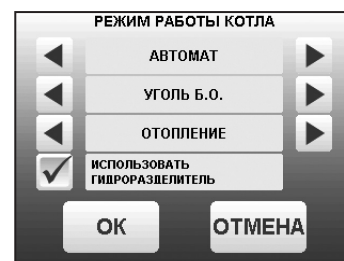 РЕЖИМ РАБОТЫ КОТЛА
АВТОМАТ
УГОЛЬ Б.О.
ОТОПЛЕНИЕ
ИСПОЛЬЗОВАТЬ
ГИДРОРАЗДЕЛИТЕЛЬ
ОК
ОТМЕНА